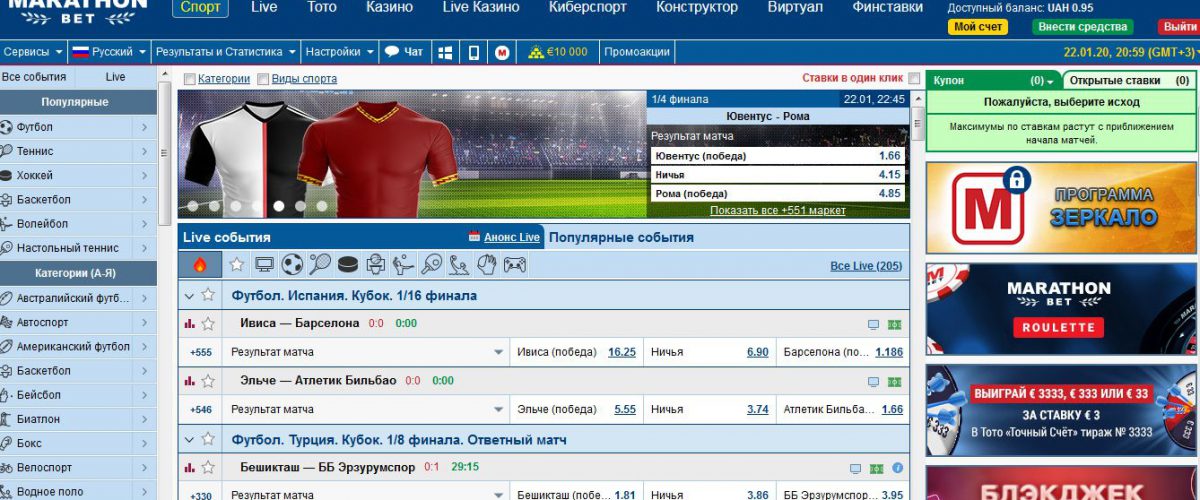 MARATHON
BET
Спорт Live Тото Казино Live Казино Киберспорт Конструктор Виртуал Финставки
Доступный баланс: UAH 0.95
Мой счет Внести средства Выйти
Сервисы Русский Результаты и Статистика Настройки Чат М €10 000 Промоакции
22.01.20, 20:59 (GMT+3)
Все события Live
Популярные
Футбол
Теннис
Хоккей
Баскетбол
Волейбол
Настольный теннис
Категории (А-Я)
Австралийский футб...
Автоспорт
Американский футбол
Баскетбол
Бейсбол
Биатлон
Бокс
Велоспорт
Водное поло
Категории Виды спорта
Ставки в один клик
1/4 финала 22.01, 22:45
Ювентус - Рома
Результат матча
Ювентус (победа) 1.66
Ничья 4.15
Рома (победа) 4.85
Показать все +551 маркет
Live события Анонс Live Популярные события
Все Live (205)
Футбол. Испания. Кубок. 1/16 финала
Ивиса — Барселона 0:0 0:00
+555 Результат матча Ивиса (победа) 16.25 Ничья 6.90 Барселона (по... 1.186
Эльче — Атлетик Бильбао 0:0 0:00
+546 Результат матча Эльче (победа) 5.55 Ничья 3.74 Атлетик Бильба... 1.66
Футбол. Турция. Кубок. 1/8 финала. Ответный матч
Бешикташ — ББ Эрзурумспор 0:1 29:15
+330 Результат матча Бешикташ (побе... 1.81 Ничья 3.86 ББ Эрзурумспор... 3.95
Купон (0) Открытые ставки (0)
Пожалуйста, выберите исход
Максимумы по ставкам растут с приближением
начала матчей.
М
ПРОГРАММА
ЗЕРКАЛО
MARATHON
BET
ROULETTE
ВЫИГРАЙ € 3333, € 333 ИЛИ € 33
ЗА СТАВКУ € 3
В Тото «Точный Счёт» тираж № 3333
€ 333
БЛЭКДЖЕК